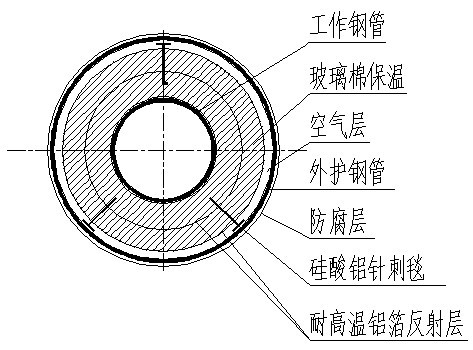 工作钢管
玻璃棉保温
空气层
外护钢管
防腐层
硅酸铝针刺毯
耐高温铝箔反射层